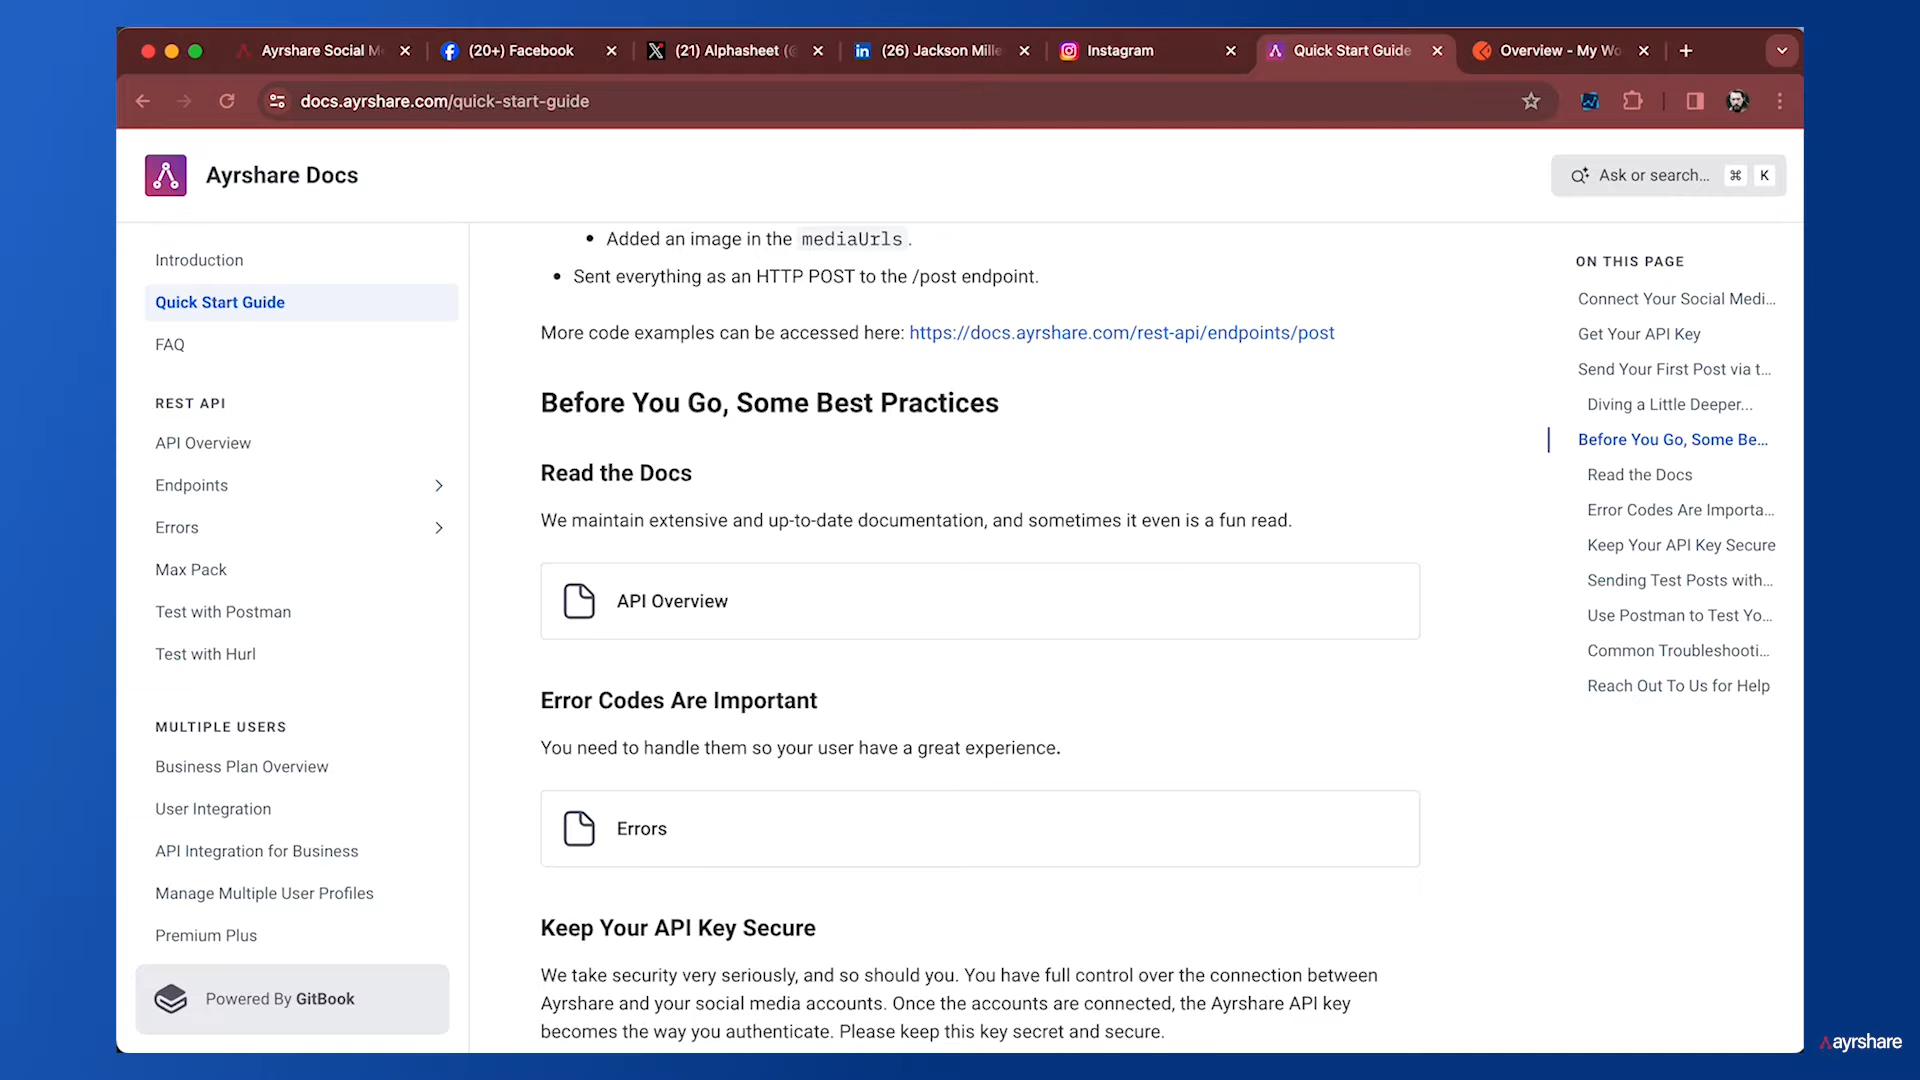 Ayrshare Social M
(20+) Facebook
(21) Alphasheet (@
in
(26) Jackson Mille
Instagram
Quick Start Guide
Overview - My Wo
docs.ayrshare.com/quick-start-guide
Ayrshare Docs
Ask or search...
⌘ K
Introduction
Quick Start Guide
FAQ
REST API
API Overview
Endpoints
Errors
Max Pack
Test with Postman
Test with Hurl
MULTIPLE USERS
Business Plan Overview
User Integration
API Integration for Business
Manage Multiple User Profiles
Premium Plus
Powered By GitBook
• Added an image in the mediaUrls.
• Sent everything as an HTTP POST to the /post endpoint.
More code examples can be accessed here: https://docs.ayrshare.com/rest-api/endpoints/post
Before You Go, Some Best Practices
Read the Docs
We maintain extensive and up-to-date documentation, and sometimes it even is a fun read.
API Overview
Error Codes Are Important
You need to handle them so your user have a great experience.
Errors
Keep Your API Key Secure
We take security very seriously, and so should you. You have full control over the connection between
Ayrshare and your social media accounts. Once the accounts are connected, the Ayrshare API key
becomes the way you authenticate. Please keep this key secret and secure.
ON THIS PAGE
Connect Your Social Medi...
Get Your API Key
Send Your First Post via t...
Diving a Little Deeper...
Before You Go, Some Be...
Read the Docs
Error Codes Are Importa...
Keep Your API Key Secure
Sending Test Posts with...
Use Postman to Test Yo...
Common Troubleshooti...
Reach Out To Us for Help
ayrshare